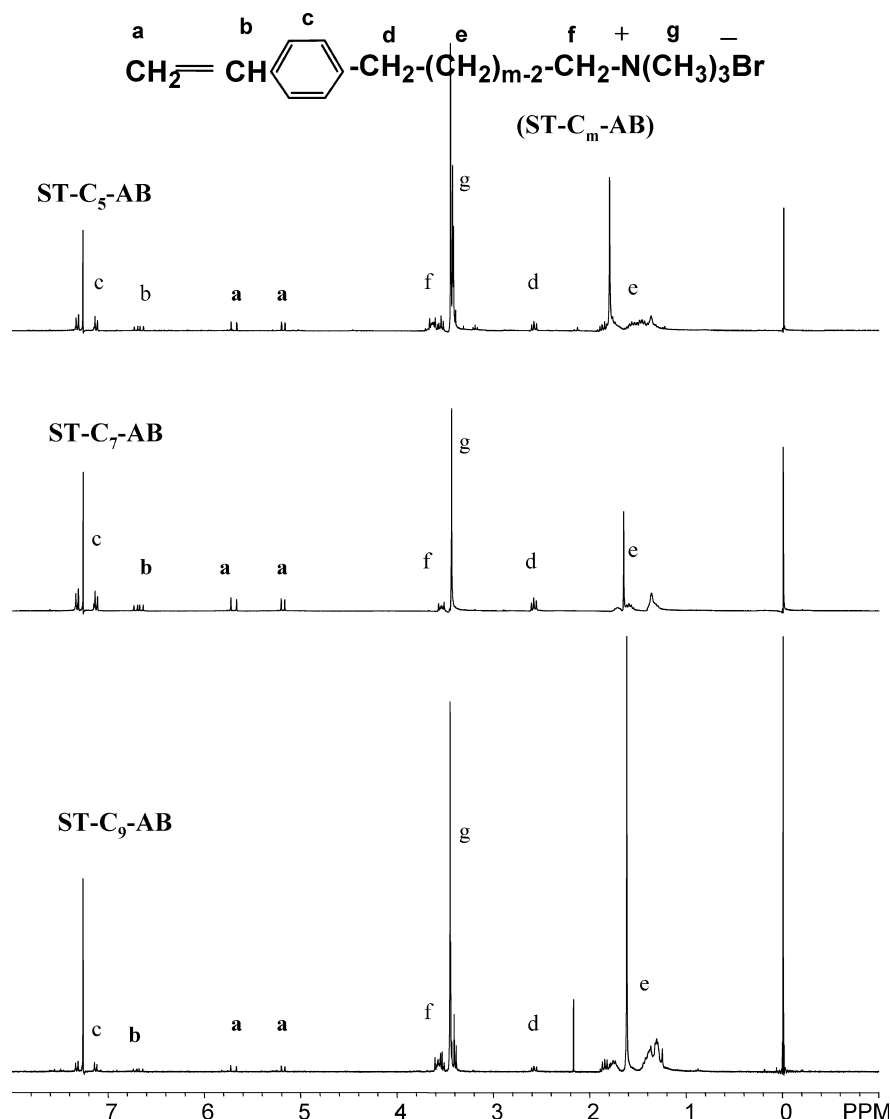 a b c d e f + g −
CH₂ CH -CH₂-(CH₂)ₘ₋₂-CH₂-N(CH₃)₃Br
(ST-Cₘ-AB)
ST-C₅-AB
g
c b a a f d e
ST-C₇-AB
g
c b a a f d e
ST-C₉-AB
g
e
c b a a f d
7 6 5 4 3 2 1 0 PPM